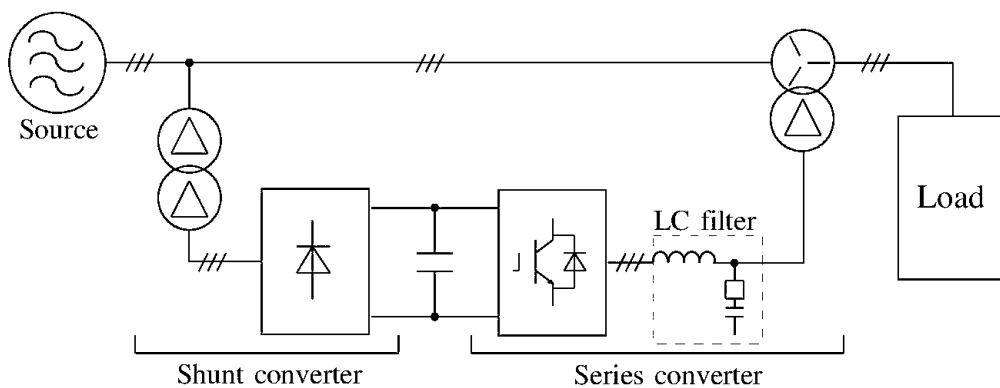 Source
LC filter
Load
Shunt converter
Series converter